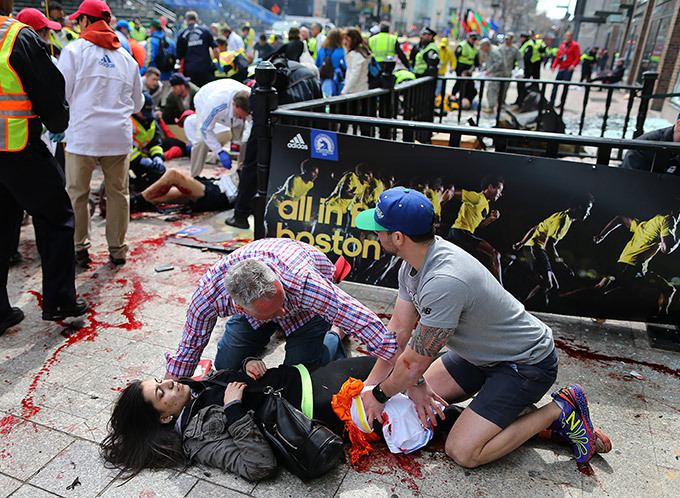 adidas
adidas
all in for
boston.